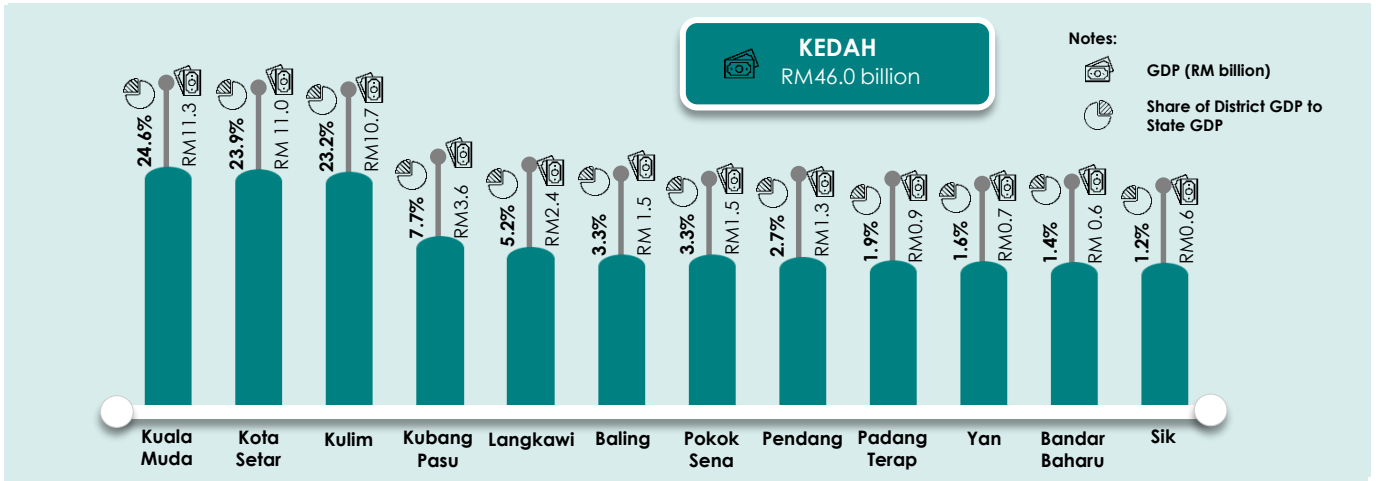 KEDAH
RM46.0 billion
Notes:
GDP (RM billion)
Share of District GDP to
State GDP
24.6%
RM11.3
23.9%
RM 11.0
23.2%
RM10.7
7.7%
RM3.6
5.2%
RM2.4
3.3%
RM 1.5
3.3%
RM1.5
2.7%
RM1.3
1.9%
RM0.9
1.6%
RM0.7
1.4%
RM 0.6
1.2%
RM0.6
Kuala
Muda
Kota
Setar
Kulim
Kubang
Pasu
Langkawi
Baling
Pokok
Sena
Pendang
Padang
Terap
Yan
Bandar
Baharu
Sik